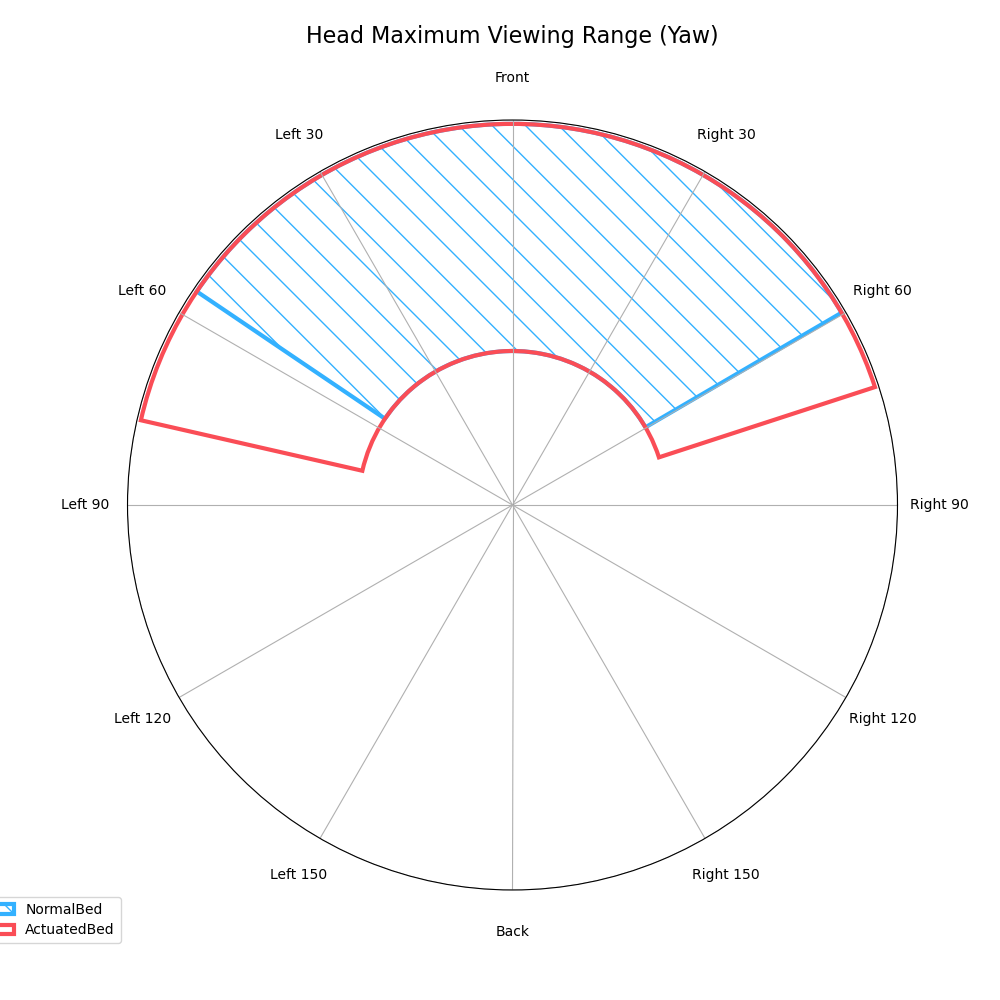 Head Maximum Viewing Range (Yaw)
Front
Left 30
Right 30
Left 60
Right 60
Left 90
Right 90
Left 120
Right 120
Left 150
Right 150
Back
NormalBed
ActuatedBed